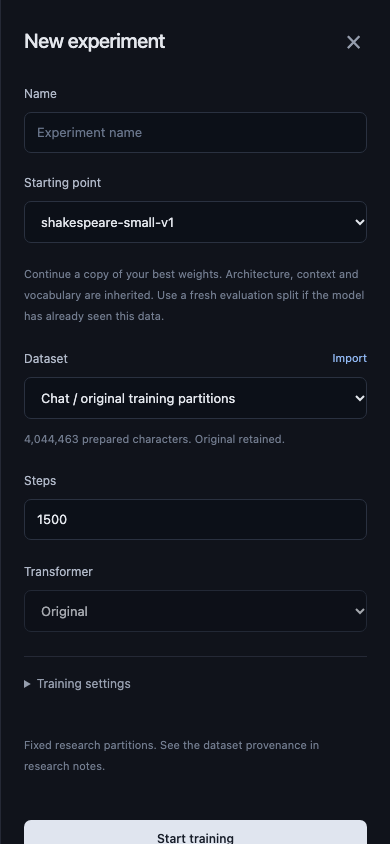 New experiment
Name
Experiment name
Starting point
shakespeare-small-v1
Continue a copy of your best weights. Architecture, context and
vocabulary are inherited. Use a fresh evaluation split if the model
has already seen this data.
Dataset
Import
Chat / original training partitions
4,044,463 prepared characters. Original retained.
Steps
1500
Transformer
Original
Training settings
Fixed research partitions. See the dataset provenance in
research notes.
Start training